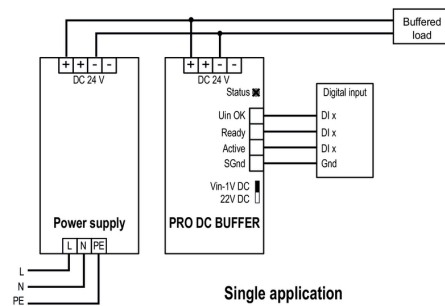 Buffered
load
+ + - -
DC 24 V
+ + - -
DC 24 V
Status
Digital input
Uin OK
DI x
Ready
DI x
Active
DI x
SGnd
Gnd
Vin-1V DC
22V DC
Power supply
PRO DC BUFFER
L N PE
L
N
PE
Single application